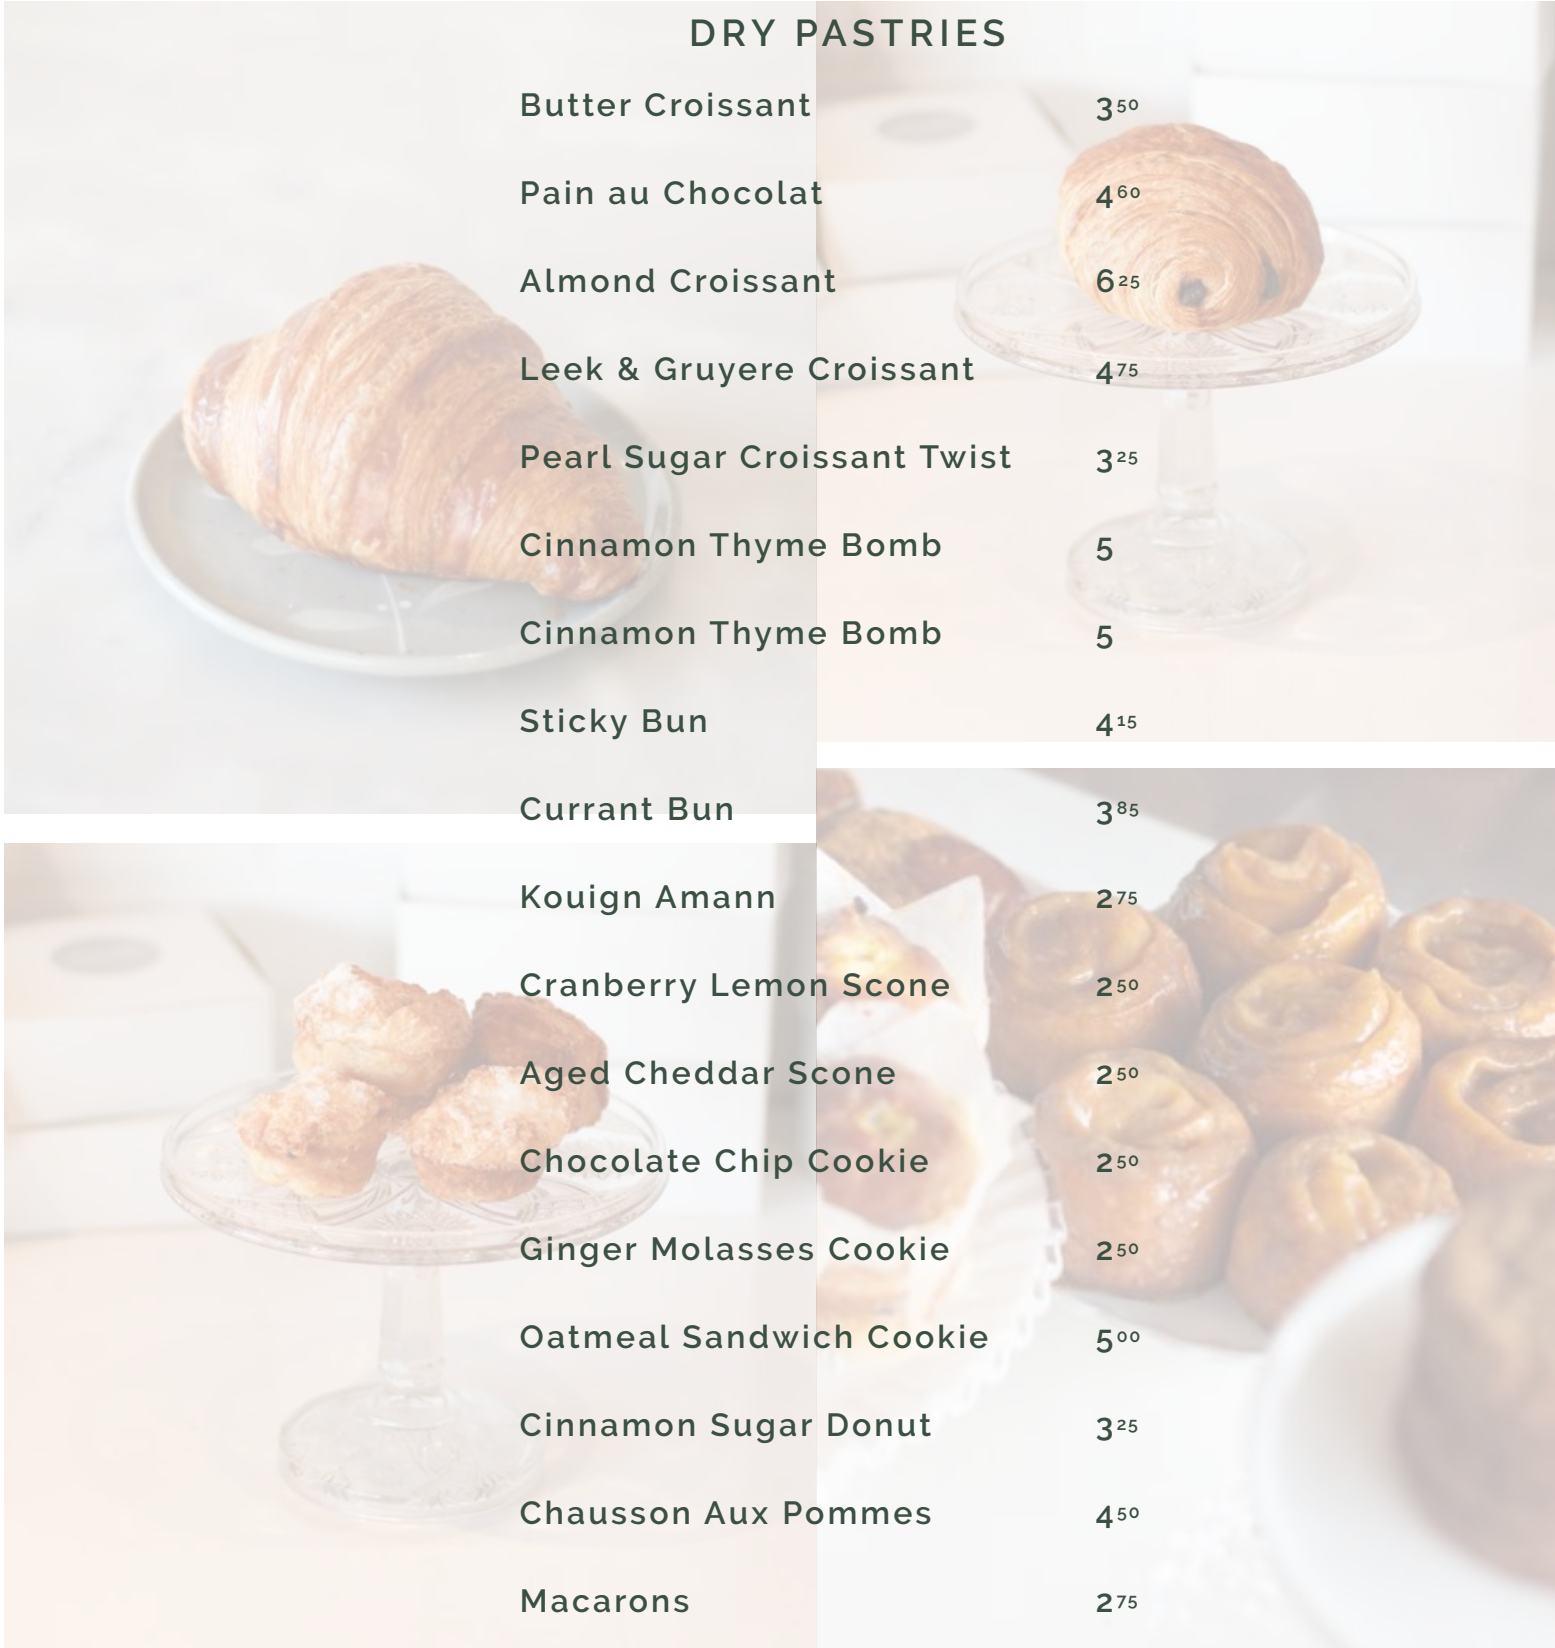 DRY PASTRIES
Butter Croissant 3⁵⁰
Pain au Chocolat 4⁶⁰
Almond Croissant 6²⁵
Leek & Gruyere Croissant 4⁷⁵
Pearl Sugar Croissant Twist 3²⁵
Cinnamon Thyme Bomb 5
Cinnamon Thyme Bomb 5
Sticky Bun 4¹⁵
Currant Bun 3⁸⁵
Kouign Amann 2⁷⁵
Cranberry Lemon Scone 2⁵⁰
Aged Cheddar Scone 2⁵⁰
Chocolate Chip Cookie 2⁵⁰
Ginger Molasses Cookie 2⁵⁰
Oatmeal Sandwich Cookie 5⁰⁰
Cinnamon Sugar Donut 3²⁵
Chausson Aux Pommes 4⁵⁰
Macarons 2⁷⁵